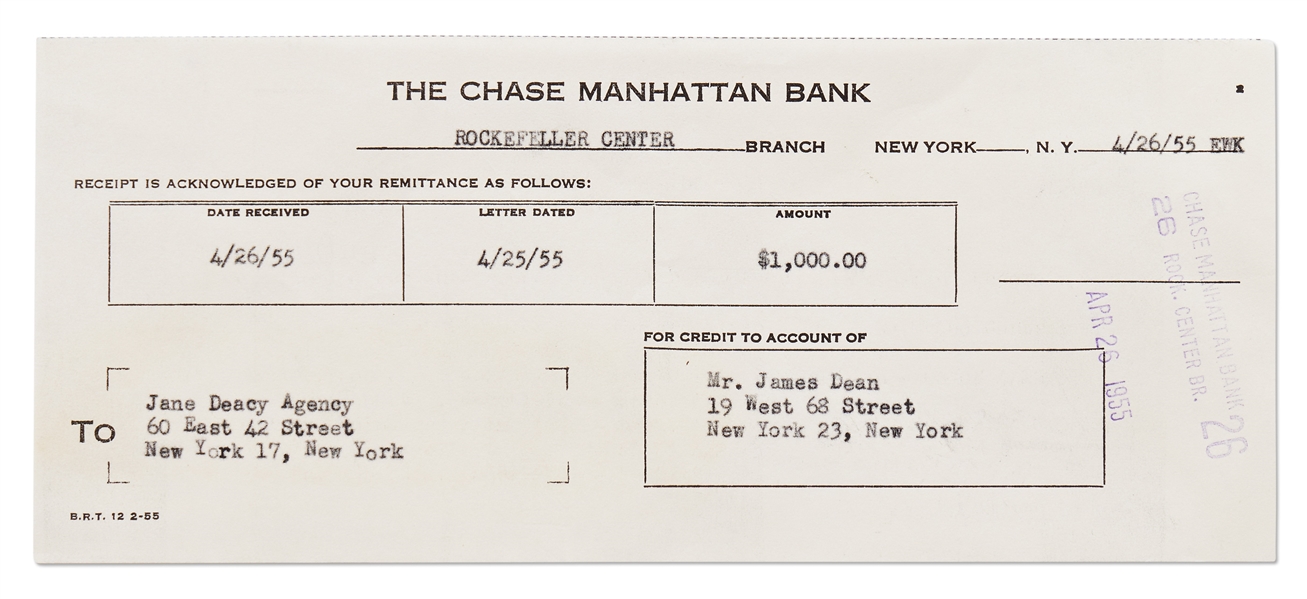 THE CHASE MANHATTAN BANK
2
ROCKEFELLER CENTER BRANCH NEW YORK , N. Y. 4/26/55 EWK
RECEIPT IS ACKNOWLEDGED OF YOUR REMITTANCE AS FOLLOWS:
DATE RECEIVED LETTER DATED AMOUNT
4/26/55 4/25/55 $1,000.00
CHASE MANHATTAN BANK 26
26 ROCK. CENTER BR.
APR 26 1955
FOR CREDIT TO ACCOUNT OF
Mr. James Dean
19 West 68 Street
New York 23, New York
TO
Jane Deacy Agency
60 East 42 Street
New York 17, New York
B.R.T. 12 2-55